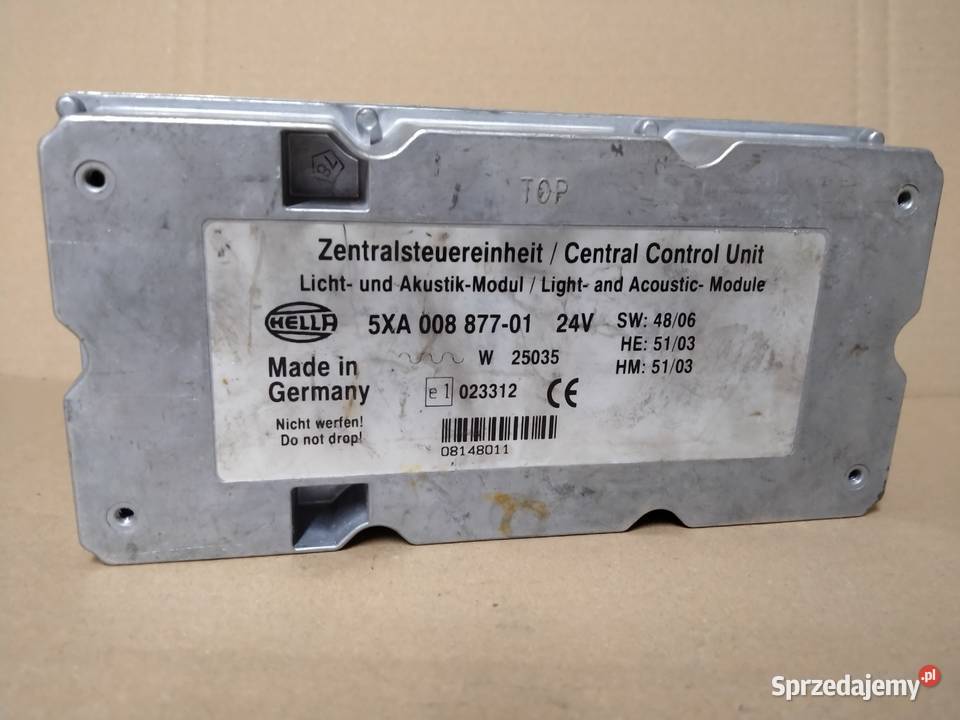 TOP
Zentralsteuereinheit / Central Control Unit
Licht- und Akustik-Modul / Light- and Acoustic- Module
HELLA 5XA 008 877-01 24V SW: 48/06
W 25035 HE: 51/03
HM: 51/03
Made in
Germany
e1 023312 CE
Nicht werfen!
Do not drop!
08148011
Sprzedajemy.pl